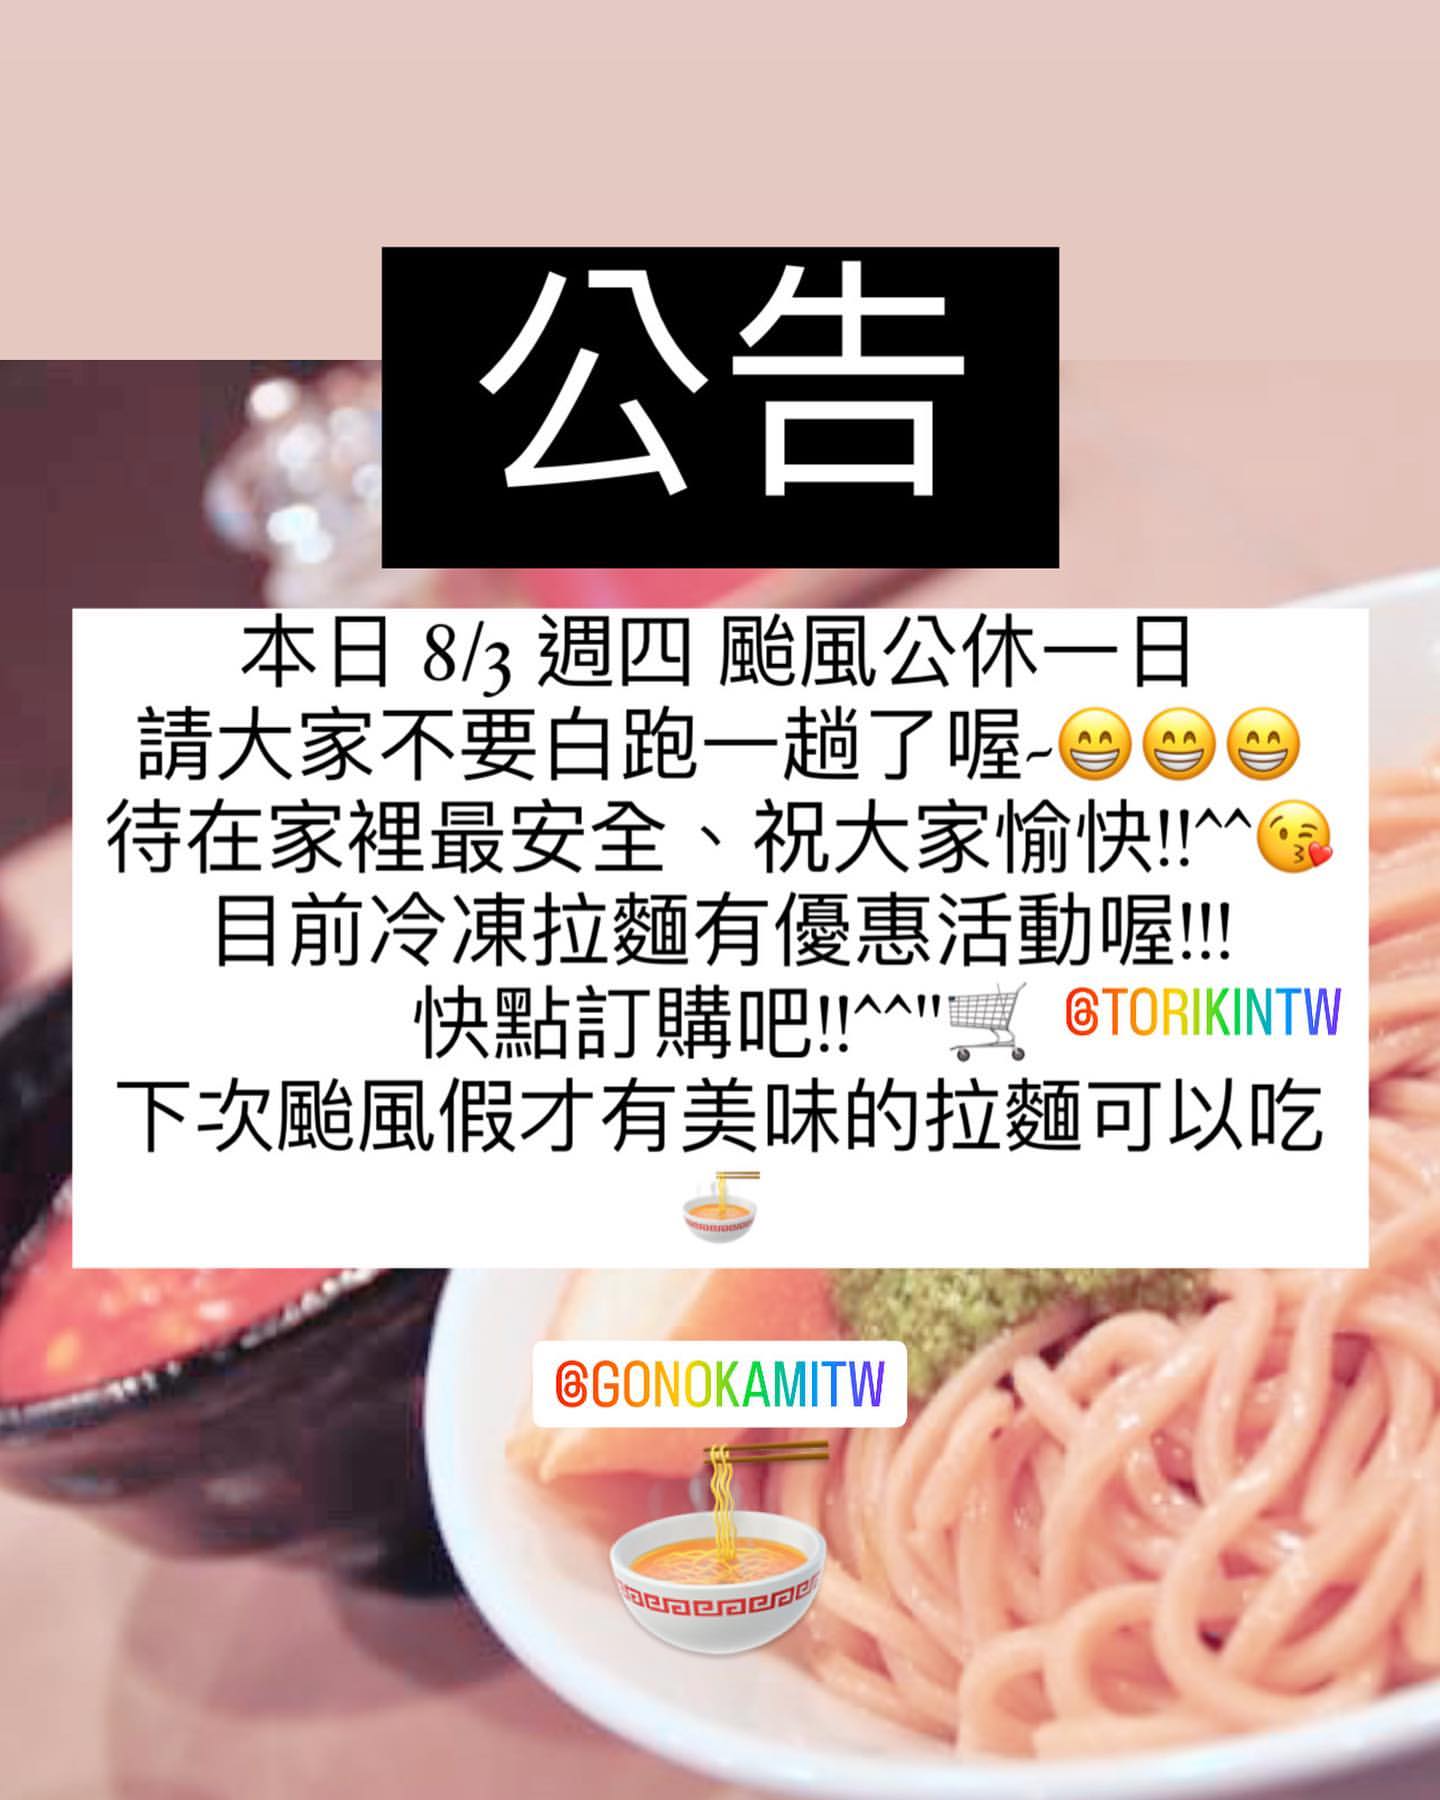 公告
本日 8/3 週四 颱風公休一日
請大家不要白跑一趟了喔~😁😁😁
待在家裡最安全、祝大家愉快!!^^😘
目前冷凍拉麵有優惠活動喔!!!
快點訂購吧!!^^"🛒 @TORIKINTW
下次颱風假才有美味的拉麵可以吃
🍜
@GONOKAMITW